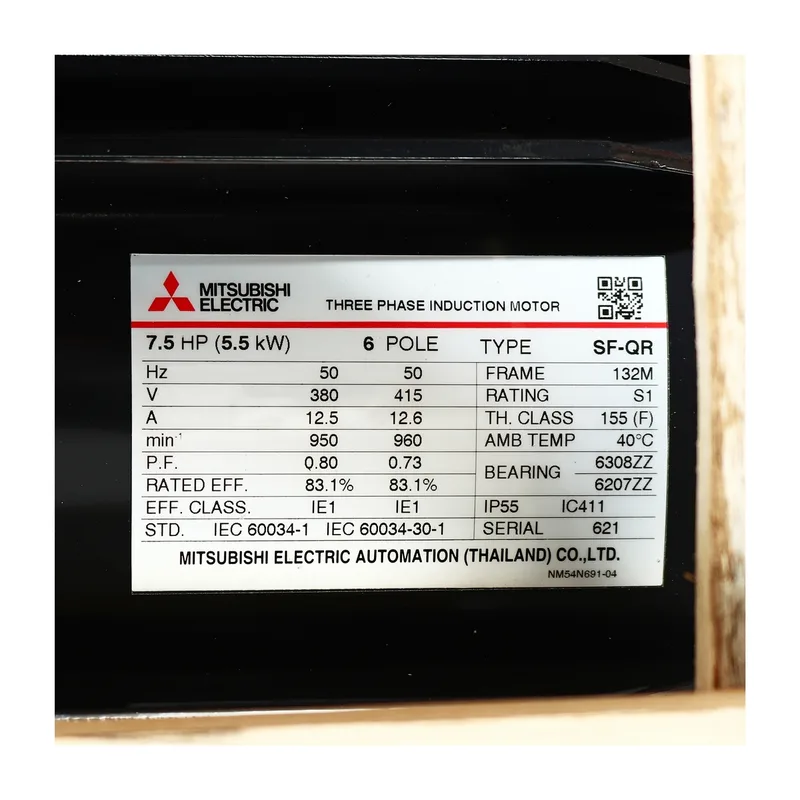 MITSUBISHI
ELECTRIC
THREE PHASE INDUCTION MOTOR
7.5 HP (5.5 kW) 6 POLE TYPE SF-QR
Hz 50 50 FRAME 132M
V 380 415 RATING S1
A 12.5 12.6 TH. CLASS 155 (F)
min-1 950 960 AMB TEMP 40°C
P.F. 0.80 0.73 BEARING 6308ZZ
RATED EFF. 83.1% 83.1% 6207ZZ
EFF. CLASS. IE1 IE1 IP55 IC411
STD. IEC 60034-1 IEC 60034-30-1 SERIAL 621
MITSUBISHI ELECTRIC AUTOMATION (THAILAND) CO.,LTD.
NM54N691-04